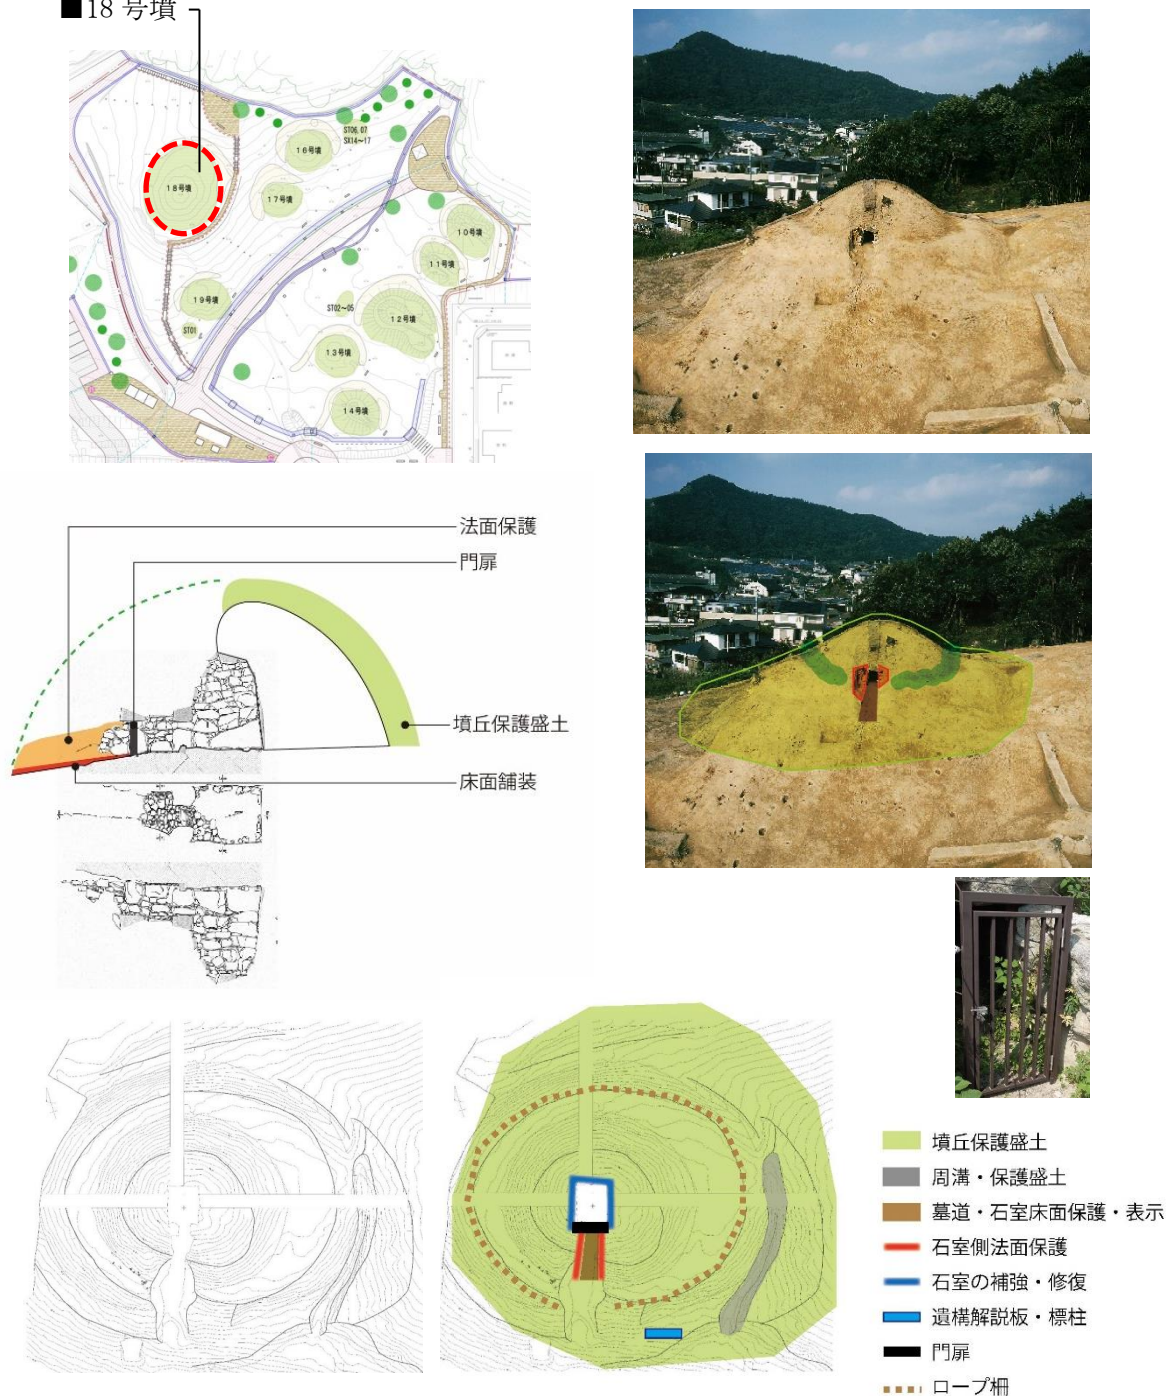 ■18 号墳
ST06,07
SK14～17
16号墳
18号墳
17号墳
10号墳
11号墳
19号墳
ST02～05
12号墳
ST01
13号墳
14号墳
法面保護
門扉
墳丘保護盛土
床面舗装
墳丘保護盛土
周溝・保護盛土
墓道・石室床面保護・表示
石室側法面保護
石室の補強・修復
遺構解説板・標柱
門扉
ロープ柵